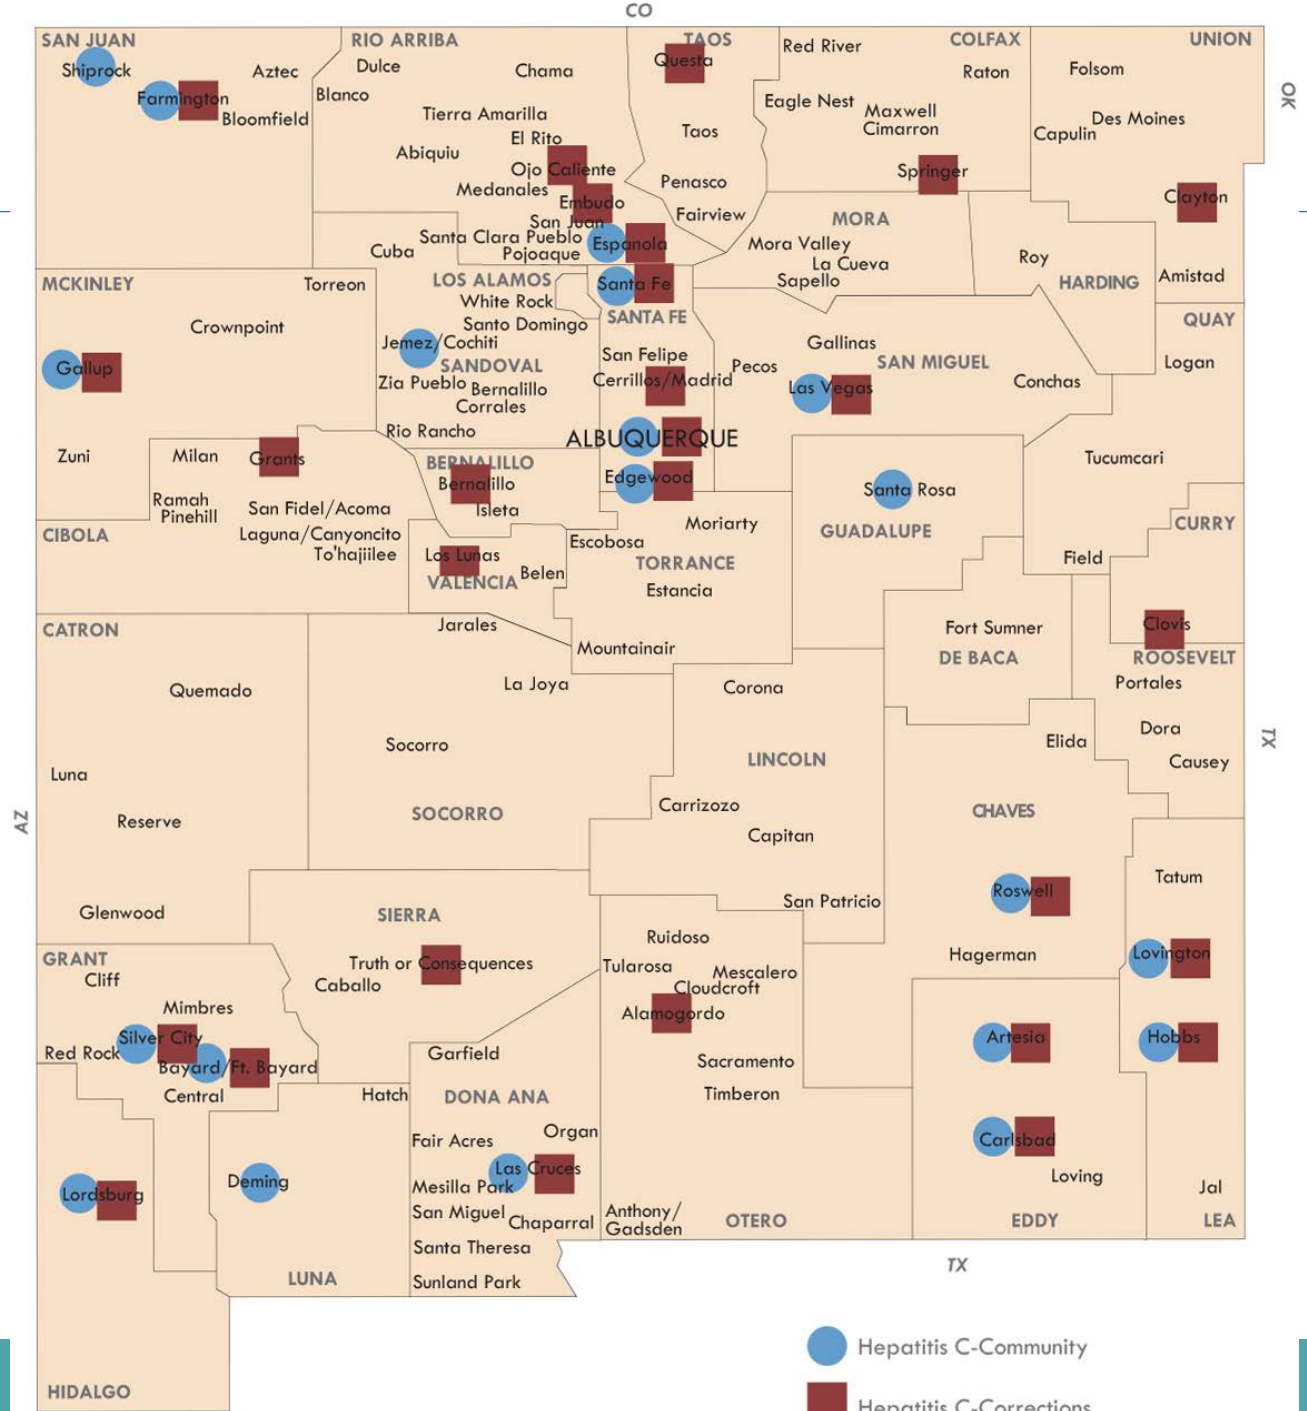 CO
SAN JUAN
RIO ARRIBA
TAOS
COLFAX
UNION
Shiprock
Aztec
Dulce
Chama
Questa
Red River
Raton
Folsom
OK
Farmington
Bloomfield
Blanco
Tierra Amarilla
Eagle Nest
Maxwell
Cimarron
Des Moines
Capulin
El Rito
Taos
Abiquiu
Ojo Caliente
Springer
Medanales
Penasco
Clayton
Embudo
Fairview
MORA
San Juan
Santa Clara Pueblo
Espanola
Mora Valley
Cuba
Pojoaque
La Cueva
Roy
MCKINLEY
Torreon
LOS ALAMOS
Santa Fe
Sapello
HARDING
Amistad
White Rock
Crownpoint
Santo Domingo
SANTA FE
QUAY
Jemez/Cochiti
San Felipe
Gallinas
Gallup
SANDOVAL
Pecos
SAN MIGUEL
Logan
Zia Pueblo
Bernalillo
Cerrillos/Madrid
Las Vegas
Conchas
Corrales
Rio Rancho
ALBUQUERQUE
Zuni
Milan
Grants
BERNALILLO
Tucumcari
Bernalillo
Edgewood
Santa Rosa
Ramah
Pinehill
San Fidel/Acoma
Isleta
Moriarty
GUADALUPE
CURRY
CIBOLA
Laguna/Canyoncito
To'hajiilee
Los Lunas
Escobosa
TORRANCE
Field
VALENCIA
Belen
Estancia
CATRON
Jarales
Mountainair
Fort Sumner
Clovis
DE BACA
ROOSEVELT
Quemado
La Joya
Corona
Portales
Socorro
LINCOLN
Elida
Dora
TX
Luna
Causey
AZ
Reserve
SOCORRO
Carrizozo
Capitan
CHAVES
Glenwood
SIERRA
San Patricio
Roswell
Tatum
GRANT
Cliff
Truth or Consequences
Caballo
Ruidoso
Tularosa
Mescalero
Cloudcroft
Hagerman
Lovington
Mimbres
Alamogordo
Silver City
Red Rock
Bayard/Ft. Bayard
Garfield
Sacramento
Artesia
Hobbs
Central
Hatch
DONA ANA
Timberon
Fair Acres
Organ
Carlsbad
Lordsburg
Deming
Las Cruces
Mesilla Park
Loving
Jal
San Miguel
Chaparral
Anthony/
Gadsden
OTERO
EDDY
LEA
Santa Theresa
LUNA
Sunland Park
TX
Hepatitis C-Community
HIDALGO
Hepatitis C-Corrections